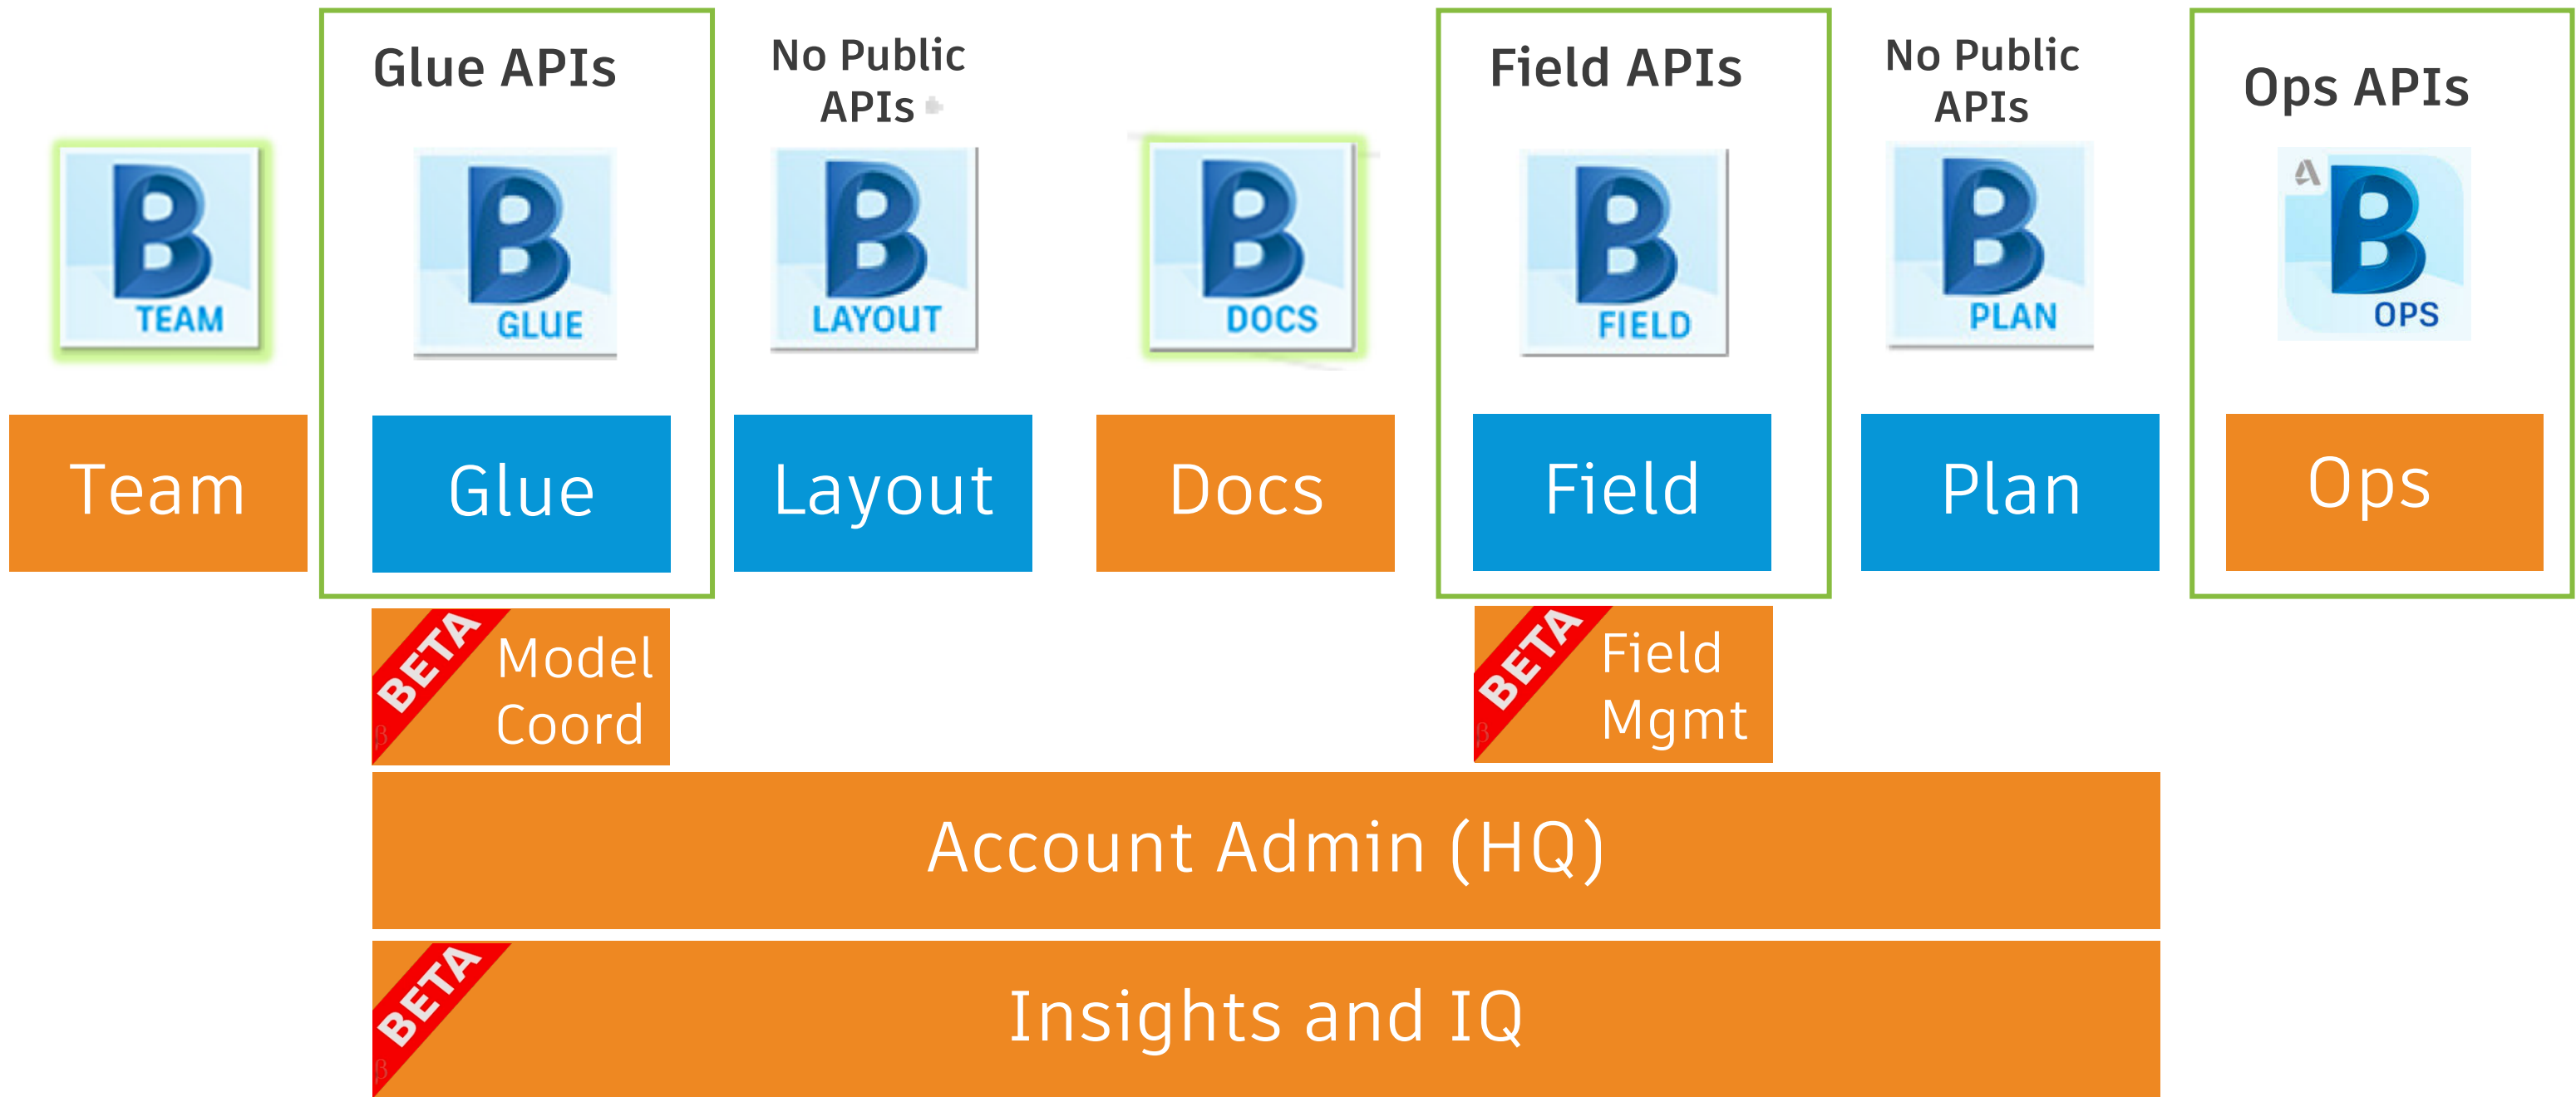 Glue APIs
No Public
APIs
Field APIs
No Public
APIs
Ops APIs
B
TEAM
B
GLUE
B
LAYOUT
B
DOCS
B
FIELD
B
PLAN
A
B
OPS
Team
Glue
Layout
Docs
Field
Plan
Ops
BETA
β
Model
Coord
BETA
β
Field
Mgmt
Account Admin (HQ)
BETA
β
Insights and IQ